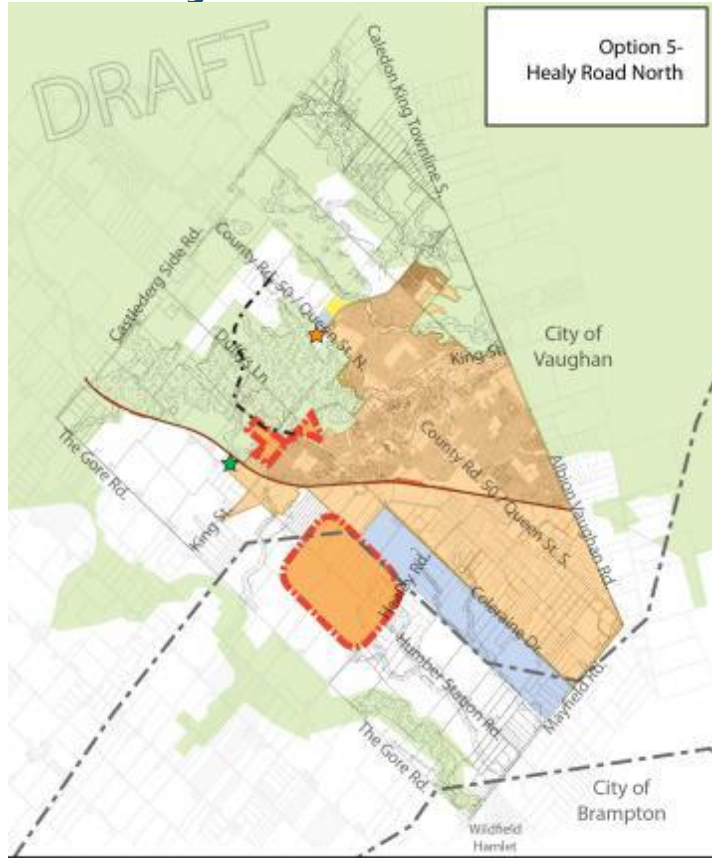 DRAFT
Option 5-
Healy Road North
Caledon King Townline S.
Castlederg Side Rd.
County Rd. 50 / Queen St. N.
Duffys Ln.
King St.
City of
Vaughan
The Gore Rd.
County Rd. 50 / Queen St. S.
Albion Vaughan Rd.
King St.
Healy Rd.
Coleraine Dr.
Humber Station Rd.
Mayfield Rd.
The Gore Rd.
City of
Brampton
Wildfield
Hamlet